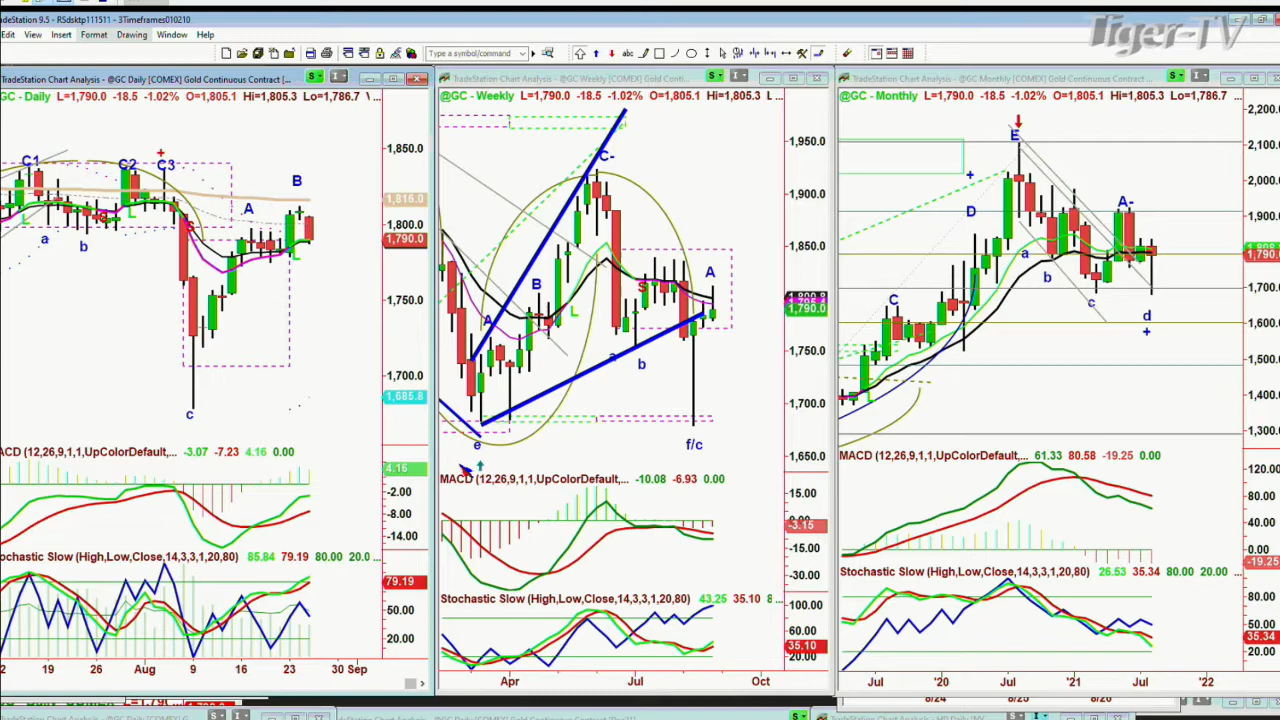 TradeStation 9.5 - RSdsktp111511 - 3Timeframes010210
Tiger-TV
Edit View Insert Format Drawing Window Help
Type a symbol/command
abc
TradeStation Chart Analysis - @GC Daily [COMEX] Gold Continuous Contract [...
S
I
@GC - Daily L=1,790.0 -18.5 -1.02% O=1,805.1 Hi=1,805.3 Lo=1,786.7 V...
C1 C2 C3 A B
S S
L L L
a b c
1,850.0
1,816.0
1,800.0
1,790.0
1,750.0
1,700.0
1,685.8
MACD (12,26,9,1,1,UpColorDefault,... -3.07 -7.23 4.16 0.00
4.16
-2.00
-8.00
-14.00
Stochastic Slow (High,Low,Close,14,3,3,1,20,80) 85.84 79.19 80.00 20.0
79.19
50.00
20.00
2 19 26 Aug 9 16 23 30 Sep
TradeStation Chart Analysis - @GC Weekly [COMEX] Gold Conti...
S
I
@GC - Weekly L=1,790.0 -18.5 -1.02% O=1,805.1 Hi=1,805.3 L...
C- A B A
S
L
a b
e f/c
1,950.0
1,900.0
1,850.0
1,790.0
1,750.0
1,700.0
1,650.0
MACD (12,26,9,1,1,UpColorDefault,... -10.08 -6.93 0.00
15.00
0.00
-3.15
-15.00
-30.00
Stochastic Slow (High,Low,Close,14,3,3,1,20,80) 43.25 35.10 8
100.00
60.00
35.10
20.00
Apr Jul Oct
TradeStation Chart Analysis - @GC Monthly [COMEX] Gold Continuous Contract ...
S
I
@GC - Monthly L=1,790.0 -18.5 -1.02% O=1,805.1 Hi=1,805.3 Lo=1,786.7
E
D A-
C a b c d
L
2,200.
2,100.
2,000.
1,900.
1,790.
1,700.
1,600.
1,500.
1,400.
1,300.
MACD (12,26,9,1,1,UpColorDefault,... 61.33 80.58 -19.25 0.00
120.00
80.00
40.00
0.00
-19.25
Stochastic Slow (High,Low,Close,14,3,3,1,20,80) 26.53 35.34 80.00 20.00
80.00
50.00
35.34
20.00
Jul '20 Jul '21 Jul '22
8/24 8/25 8/26